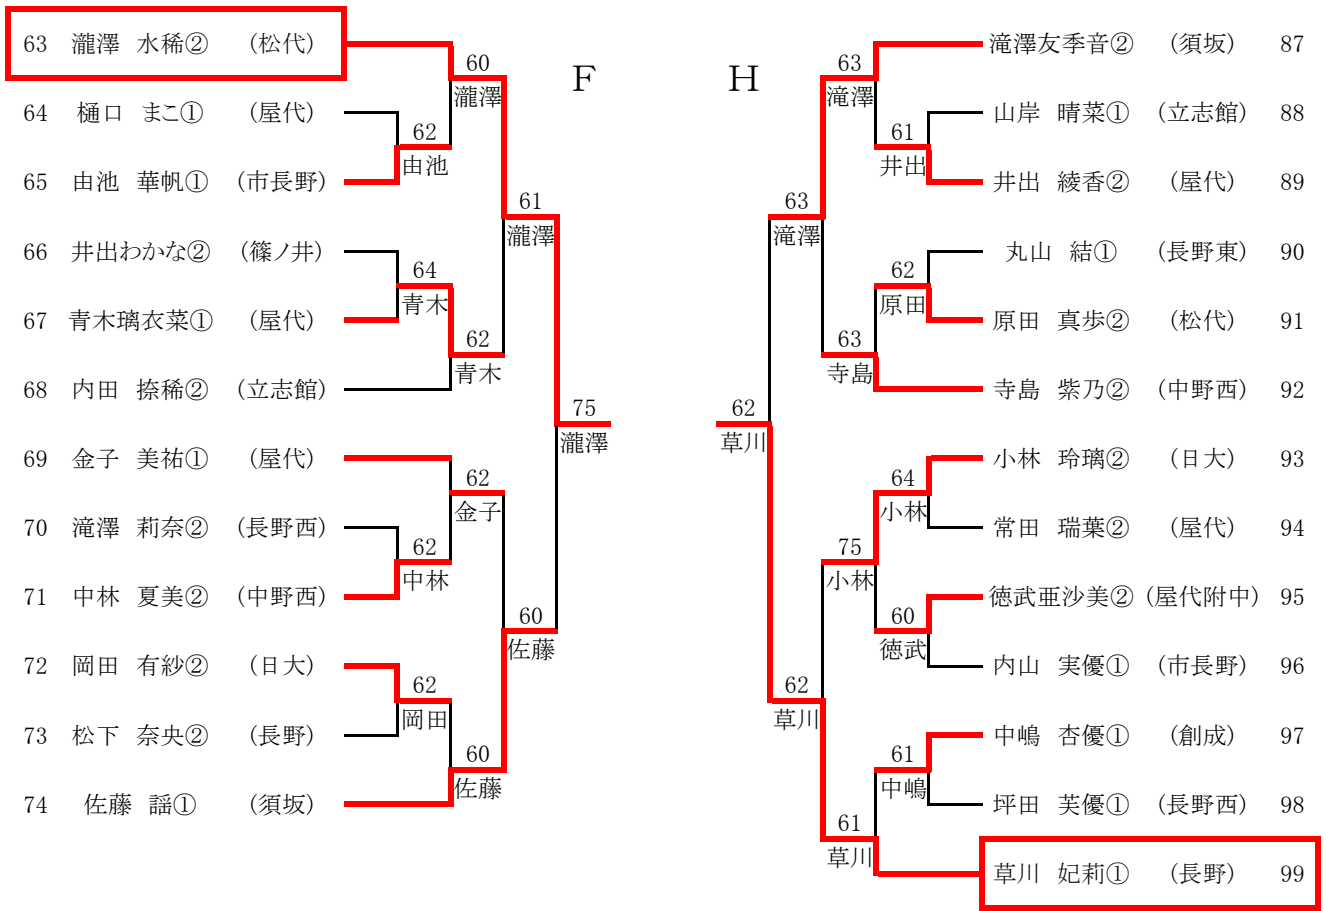 F
63 瀧澤 水稀② (松代)
64 樋口 まこ① (屋代)
65 由池 華帆① (市長野)
66 井出わかな② (篠ノ井)
67 青木璃衣菜① (屋代)
68 内田 捺稀② (立志館)
69 金子 美祐① (屋代)
70 滝澤 莉奈② (長野西)
71 中林 夏美② (中野西)
72 岡田 有紗② (日大)
73 松下 奈央② (長野)
74 佐藤 謡① (須坂)
62
由池
64
青木
62
中林
62
岡田
60
瀧澤
62
青木
62
金子
60
佐藤
61
瀧澤
60
佐藤
75
瀧澤
H
滝澤友季音② (須坂) 87
山岸 晴菜① (立志館) 88
井出 綾香② (屋代) 89
丸山 結① (長野東) 90
原田 真歩② (松代) 91
寺島 紫乃② (中野西) 92
小林 玲璃② (日大) 93
常田 瑞葉② (屋代) 94
徳武亜沙美② (屋代附中) 95
内山 実優① (市長野) 96
中嶋 杏優① (創成) 97
坪田 芙優① (長野西) 98
草川 妃莉① (長野) 99
61
井出
62
原田
64
小林
60
徳武
61
中嶋
63
滝澤
63
寺島
75
小林
61
草川
63
滝澤
62
草川
62
草川